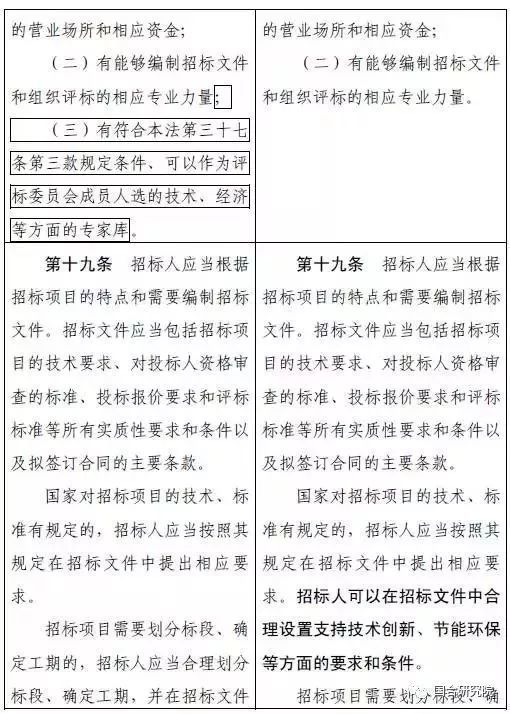 的营业场所和相应资金；
（二）有能够编制招标文件
和组织评标的相应专业力量；
（三）有符合本法第三十七
条第三款规定条件、可以作为评
标委员会成员人选的技术、经济
等方面的专家库。
第十九条 招标人应当根据
招标项目的特点和需要编制招标
文件。招标文件应当包括招标项
目的技术要求、对投标人资格审
查的标准、投标报价要求和评标
标准等所有实质性要求和条件以
及拟签订合同的主要条款。
国家对招标项目的技术、标
准有规定的，招标人应当按照其
规定在招标文件中提出相应要
求。
招标项目需要划分标段、确
定工期的，招标人应当合理划分
标段、确定工期，并在招标文件
的营业场所和相应资金；
（二）有能够编制招标文件
和组织评标的相应专业力量。
第十九条 招标人应当根据
招标项目的特点和需要编制招标
文件。招标文件应当包括招标项
目的技术要求、对投标人资格审
查的标准、投标报价要求和评标
标准等所有实质性要求和条件以
及拟签订合同的主要条款。
国家对招标项目的技术、标
准有规定的，招标人应当按照其
规定在招标文件中提出相应要
求。招标人可以在招标文件中合
理设置支持技术创新、节能环保
等方面的要求和条件。
招标项目需要划分标段、确
国合研究院